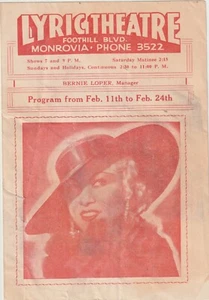 LYRIC THEATRE
FOOTHILL BLVD.
MONROVIA - PHONE 3522
Shows 7 and 9 P. M. Saturday Matinee 2:15
Sundays and Holidays, Continuous 2:30 to 11:00 P. M.
BERNIE LOPER, Manager
Program from Feb. 11th to Feb. 24th